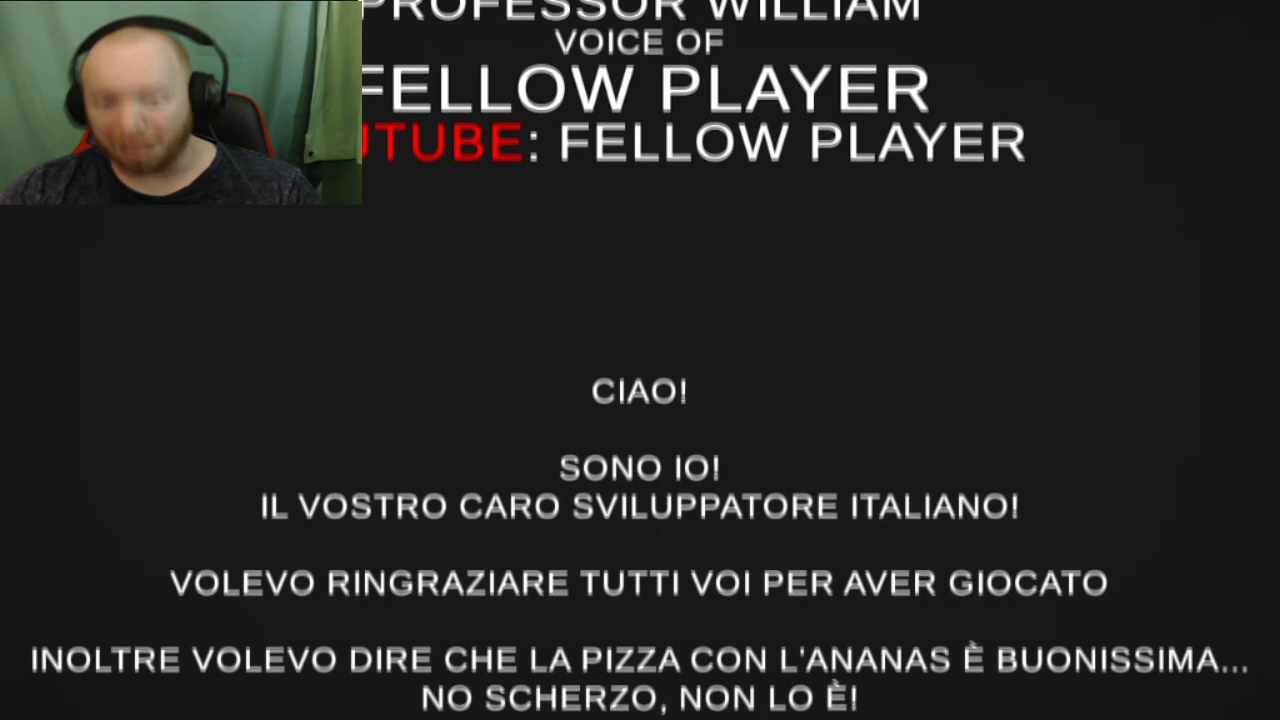 PROFESSOR WILLIAM
VOICE OF
FELLOW PLAYER
UTUBE: FELLOW PLAYER
CIAO!
SONO IO!
IL VOSTRO CARO SVILUPPATORE ITALIANO!
VOLEVO RINGRAZIARE TUTTI VOI PER AVER GIOCATO
INOLTRE VOLEVO DIRE CHE LA PIZZA CON L'ANANAS È BUONISSIMA...
NO SCHERZO, NON LO È!